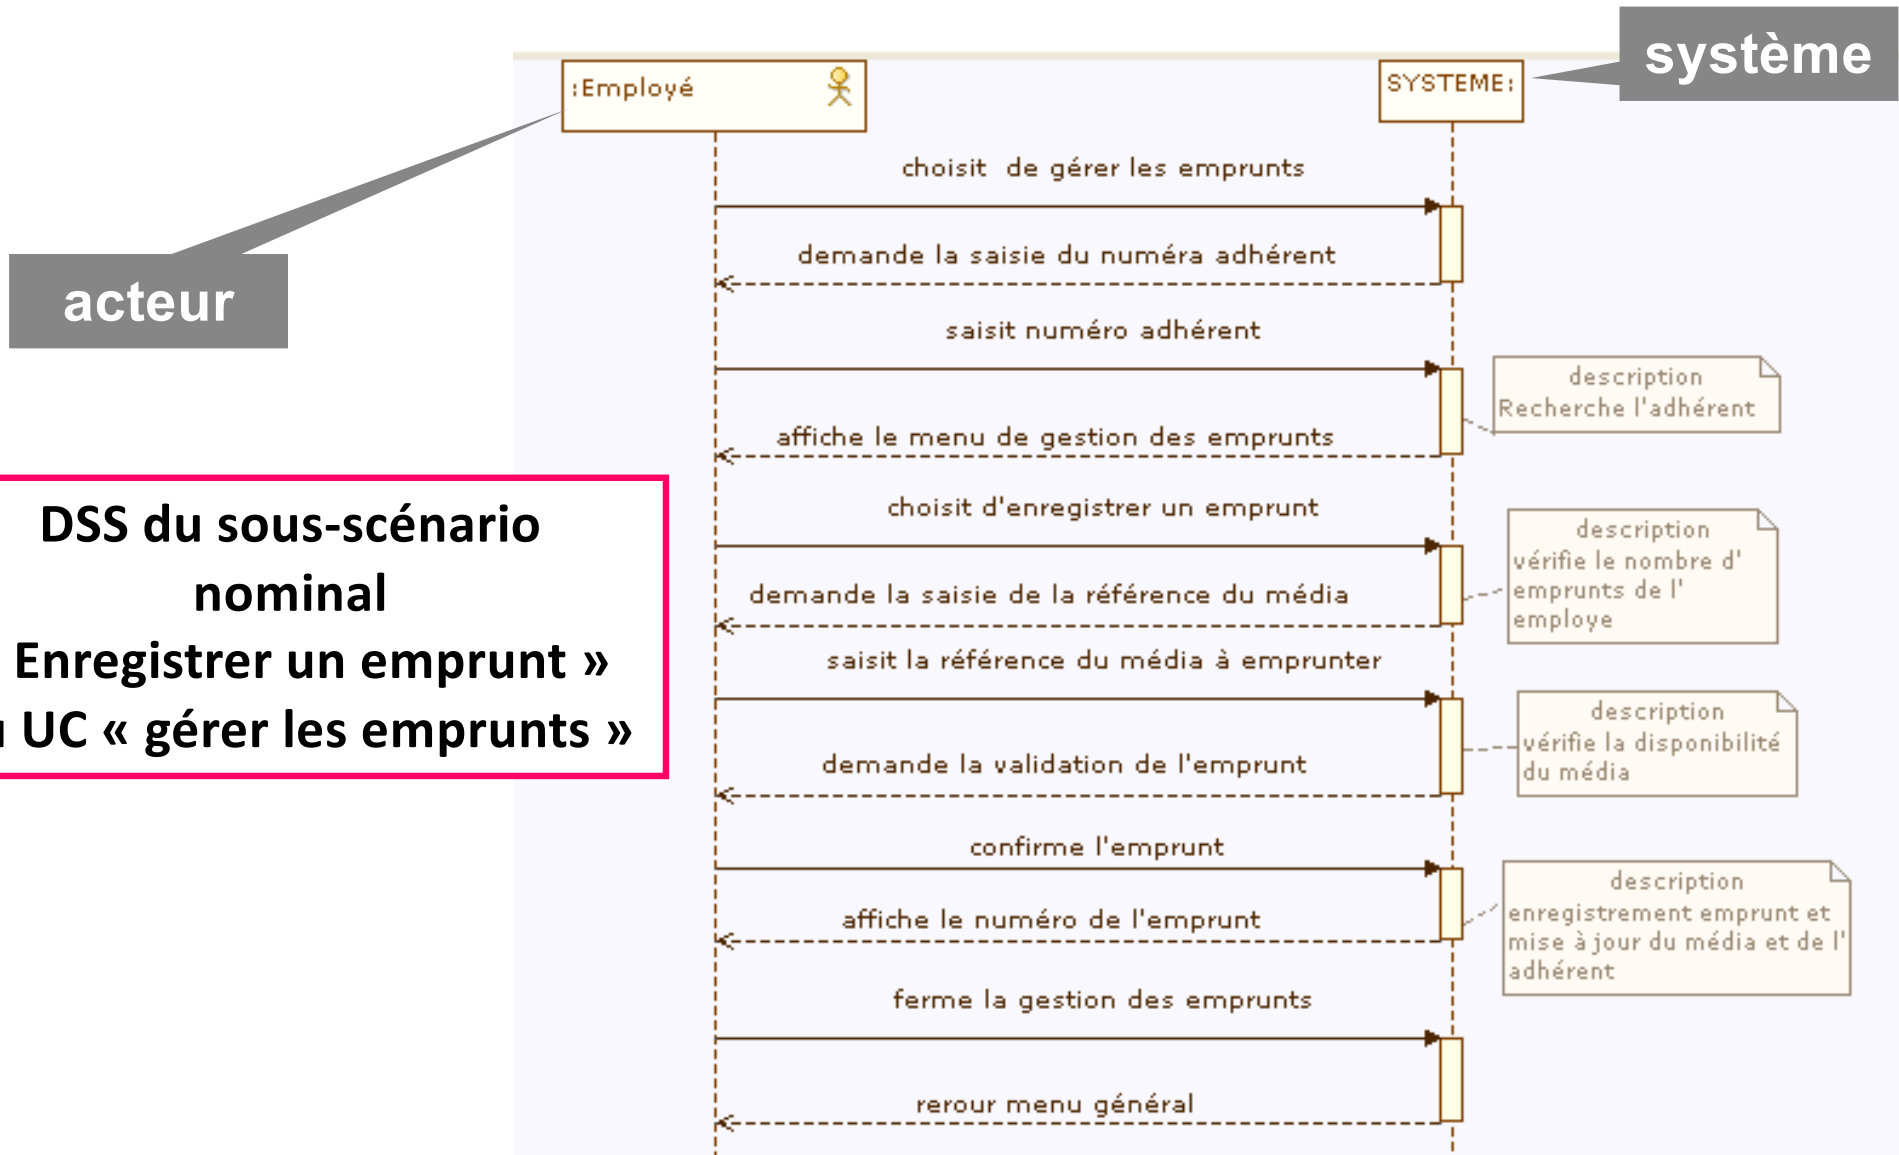 système
:Employé
SYSTEME:
choisit de gérer les emprunts
demande la saisie du numéra adhérent
acteur
saisit numéro adhérent
description
Recherche l'adhérent
affiche le menu de gestion des emprunts
DSS du sous-scénario
nominal
Enregistrer un emprunt »
UC « gérer les emprunts »
choisit d'enregistrer un emprunt
description
vérifie le nombre d'
emprunts de l'
employe
demande la saisie de la référence du média
saisit la référence du média à emprunter
description
vérifie la disponibilité
du média
demande la validation de l'emprunt
confirme l'emprunt
description
enregistrement emprunt et
mise à jour du média et de l'
adhérent
affiche le numéro de l'emprunt
ferme la gestion des emprunts
rerour menu général